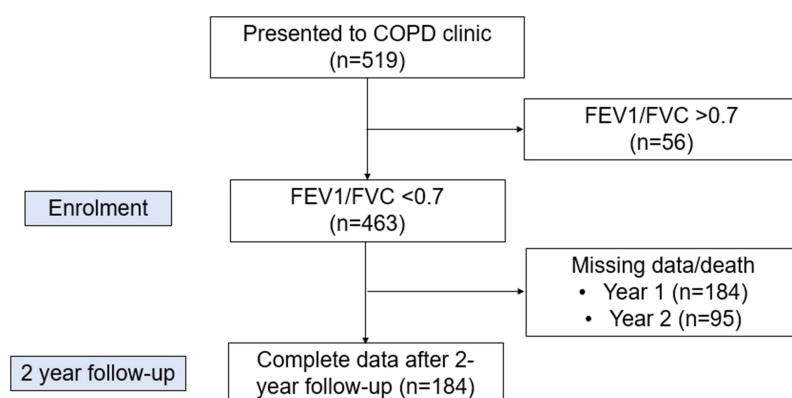 Presented to COPD clinic
(n=519)
FEV1/FVC >0.7
(n=56)
Enrolment
FEV1/FVC <0.7
(n=463)
Missing data/death
• Year 1 (n=184)
• Year 2 (n=95)
2 year follow-up
Complete data after 2-
year follow-up (n=184)